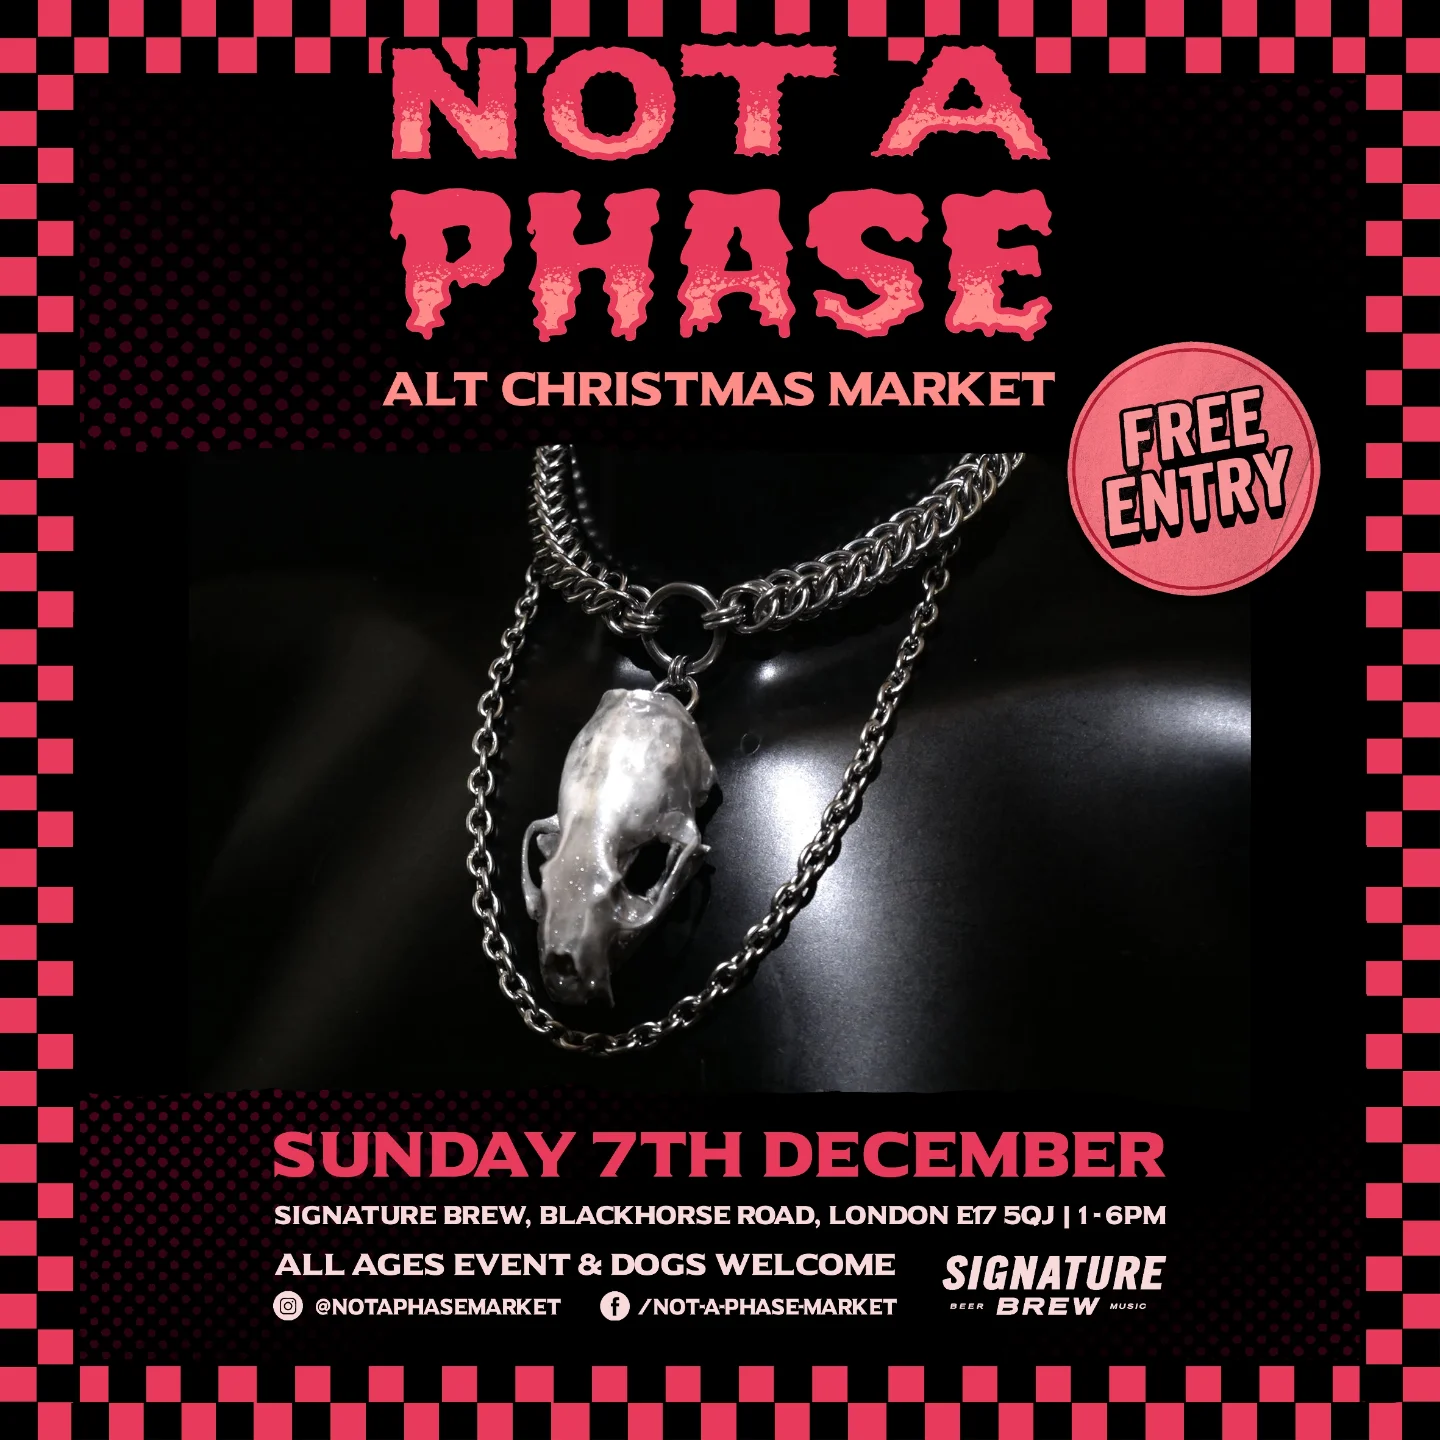 NOT A
PHASE
ALT CHRISTMAS MARKET
FREE
ENTRY
SUNDAY 7TH DECEMBER
SIGNATURE BREW, BLACKHORSE ROAD, LONDON E17 5QJ | 1-6PM
ALL AGES EVENT & DOGS WELCOME
@NOTAPHASEMARKET
/NOT-A-PHASE-MARKET
SIGNATURE
BEER BREW MUSIC